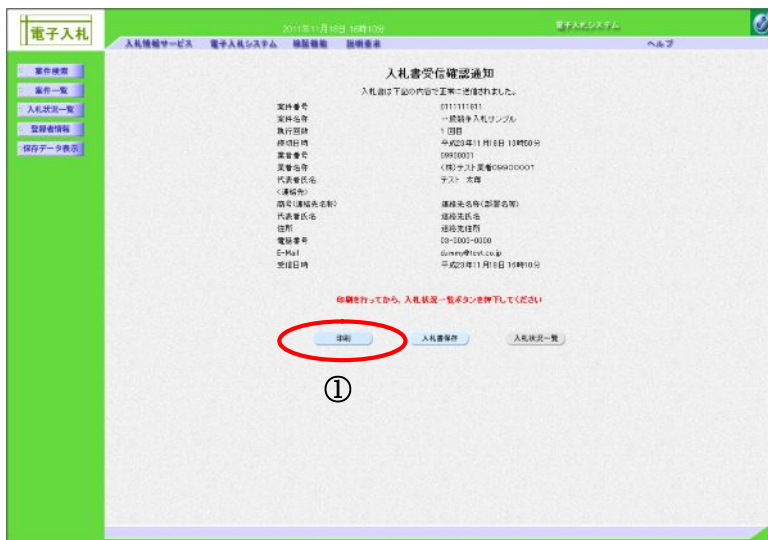 電子入札
2011年11月18日 16時10分
電子入札システム
入札情報サービス 電子入札システム 検証機能 説明要求 ヘルプ
案件検索
案件一覧
入札状況一覧
登録者情報
保存データ表示
入札書受信確認通知
入札書は下記の内容で正常に送信されました。
案件番号 0111111011
案件名称 一般競争入札サンプル
執行回数 1 回目
締切日時 平成23年11月18日 13時50分
業者番号 09900001
業者名称 (株)テスト業者09900001
代表者氏名 テスト 太郎
〈連絡先〉
商号(連絡先名称) 連絡先名称(部署名等)
代表者氏名 連絡先氏名
住所 連絡先住所
電話番号 03-0000-0000
E-Mail dummy@test.co.jp
受信日時 平成23年11月18日 16時10分
印刷を行ってから、入札状況一覧ボタンを押下してください
印刷 入札書保存 入札状況一覧
①